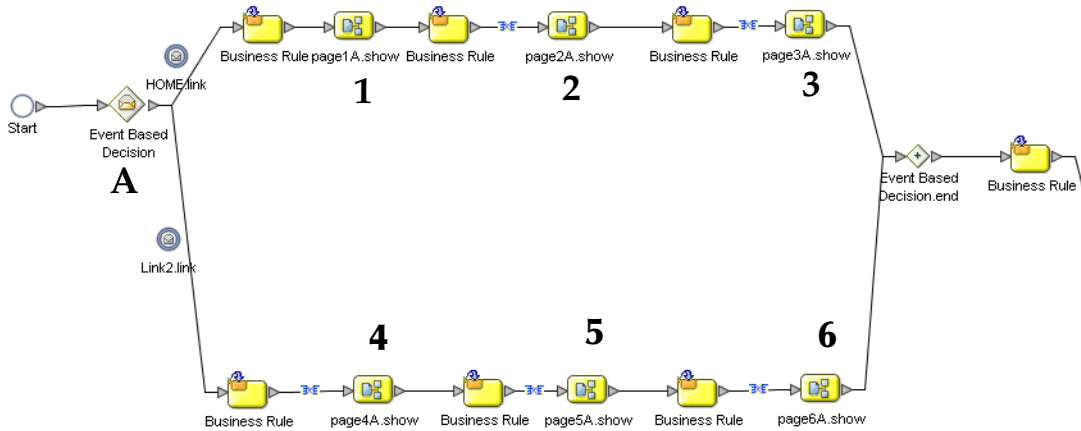 Business Rule
page1A.show
Business Rule
page2A.show
Business Rule
page3A.show
HOME.link
1
2
3
Start
Event Based
Decision
A
Event Based
Decision.end
Business Rule
Link2.link
4
5
6
Business Rule
page4A.show
Business Rule
page5A.show
Business Rule
page6A.show